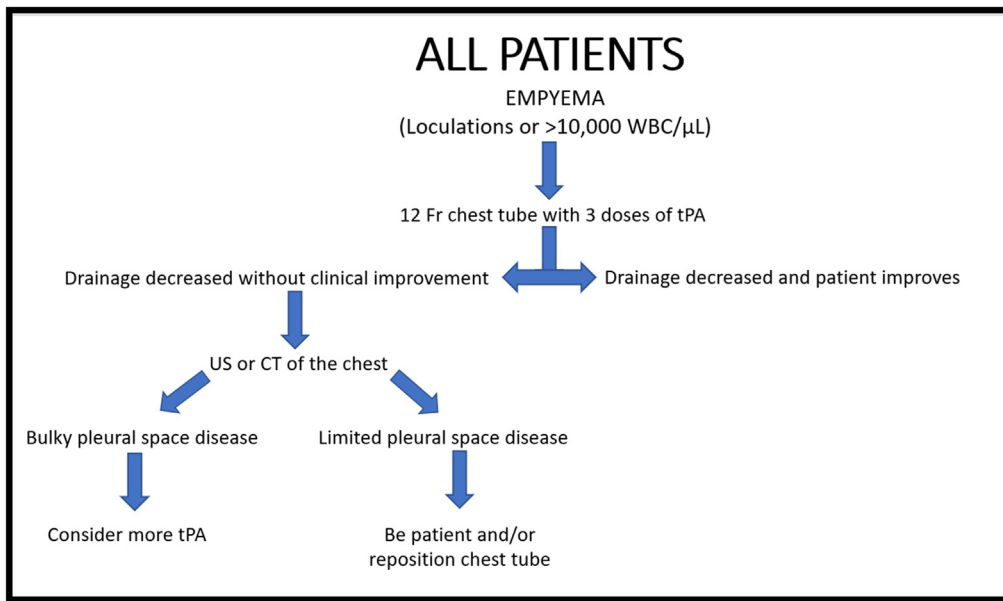 ALL PATIENTS
EMPYEMA
(Loculations or >10,000 WBC/µL)
12 Fr chest tube with 3 doses of tPA
Drainage decreased without clinical improvement
Drainage decreased and patient improves
US or CT of the chest
Bulky pleural space disease
Limited pleural space disease
Consider more tPA
Be patient and/or
reposition chest tube